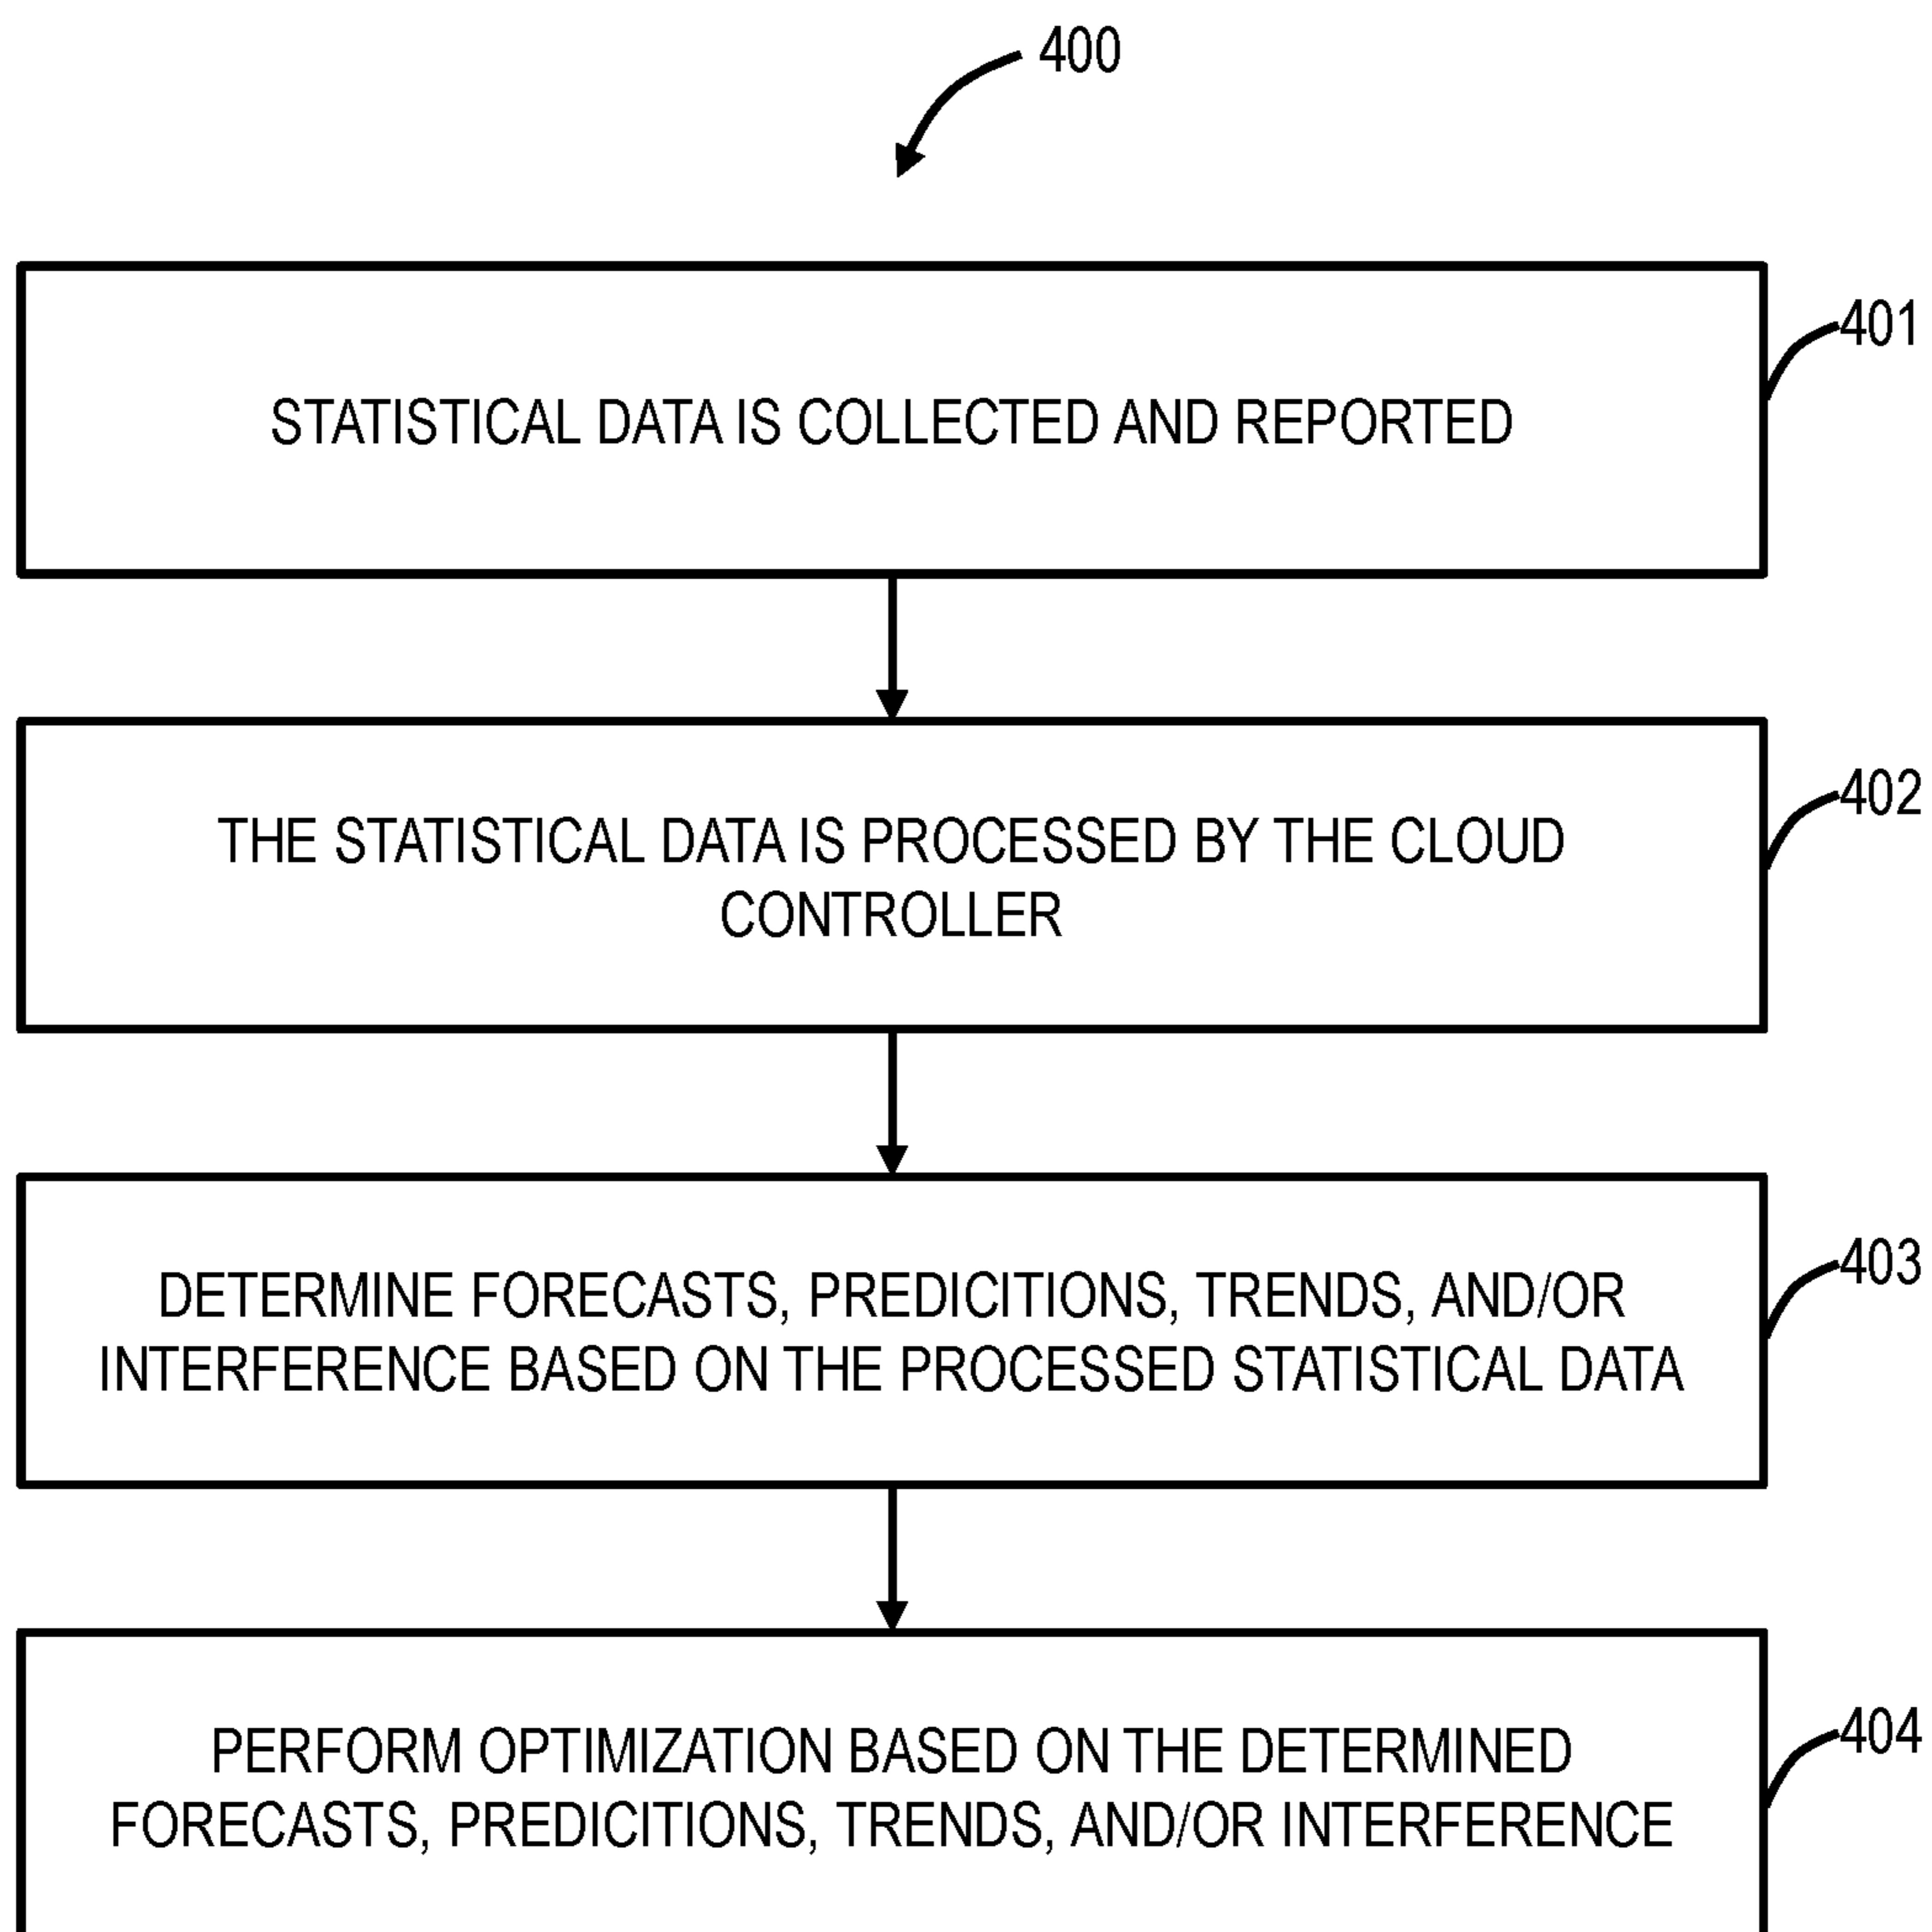 400
401
STATISTICAL DATA IS COLLECTED AND REPORTED
402
THE STATISTICAL DATA IS PROCESSED BY THE CLOUD
CONTROLLER
403
DETERMINE FORECASTS, PREDICITIONS, TRENDS, AND/OR
INTERFERENCE BASED ON THE PROCESSED STATISTICAL DATA
404
PERFORM OPTIMIZATION BASED ON THE DETERMINED
FORECASTS, PREDICITIONS, TRENDS, AND/OR INTERFERENCE